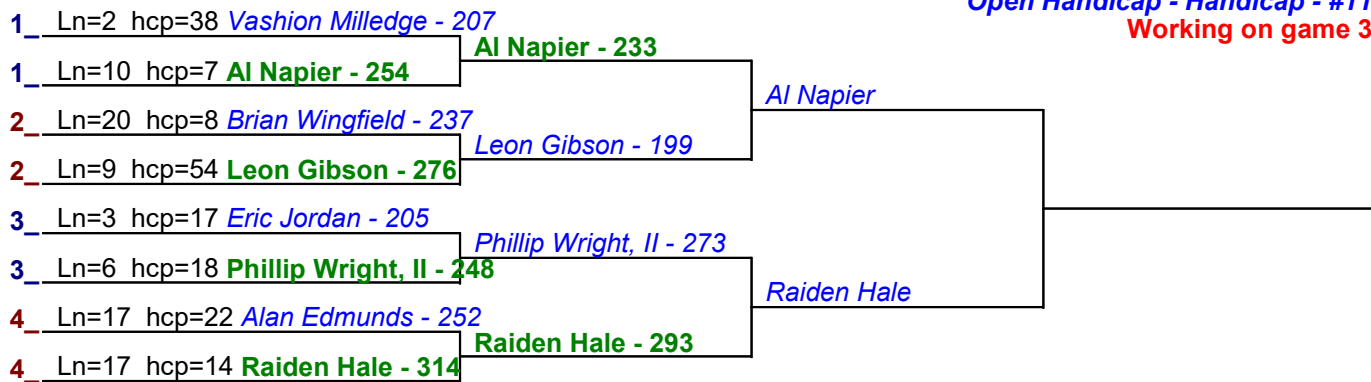 Open Handicap - Handicap - #11
Working on game 3
1_ Ln=2 hcp=38 Vashion Milledge - 207
Al Napier - 233
1_ Ln=10 hcp=7 Al Napier - 254
Al Napier
2_ Ln=20 hcp=8 Brian Wingfield - 237
Leon Gibson - 199
2_ Ln=9 hcp=54 Leon Gibson - 276
3_ Ln=3 hcp=17 Eric Jordan - 205
Phillip Wright, II - 273
3_ Ln=6 hcp=18 Phillip Wright, II - 248
Raiden Hale
4_ Ln=17 hcp=22 Alan Edmunds - 252
Raiden Hale - 293
4_ Ln=17 hcp=14 Raiden Hale - 314